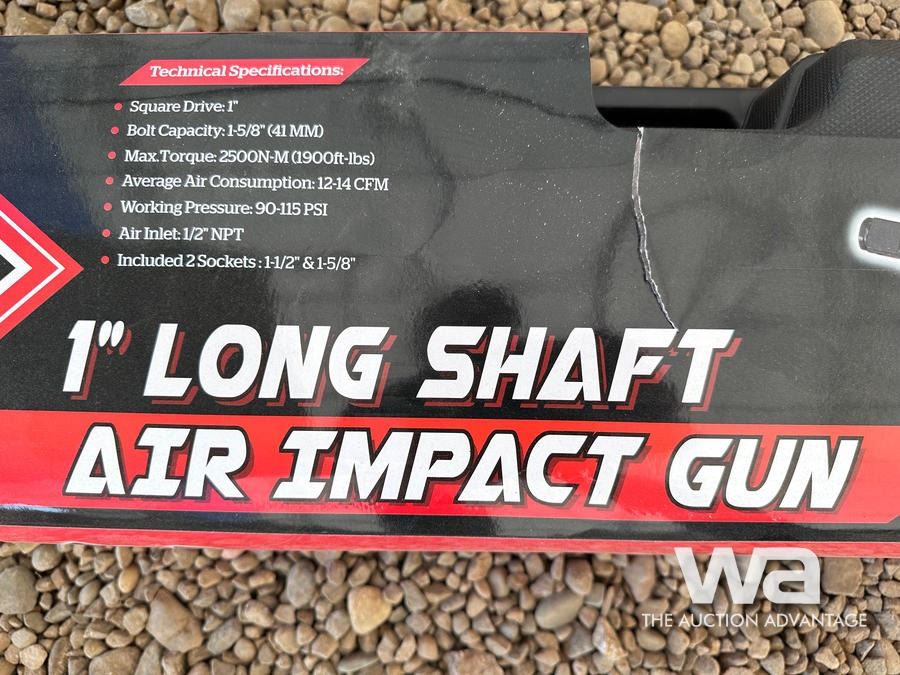 Technical Specifications:
Square Drive: 1"
Bolt Capacity: 1-5/8" (41 MM)
Max.Torque: 2500N-M (1900ft-lbs)
Average Air Consumption: 12-14 CFM
Working Pressure: 90-115 PSI
Air Inlet: 1/2" NPT
Included 2 Sockets : 1-1/2" & 1-5/8"
1" LONG SHAFT
AIR IMPACT GUN
wa
THE AUCTION ADVANTAGE